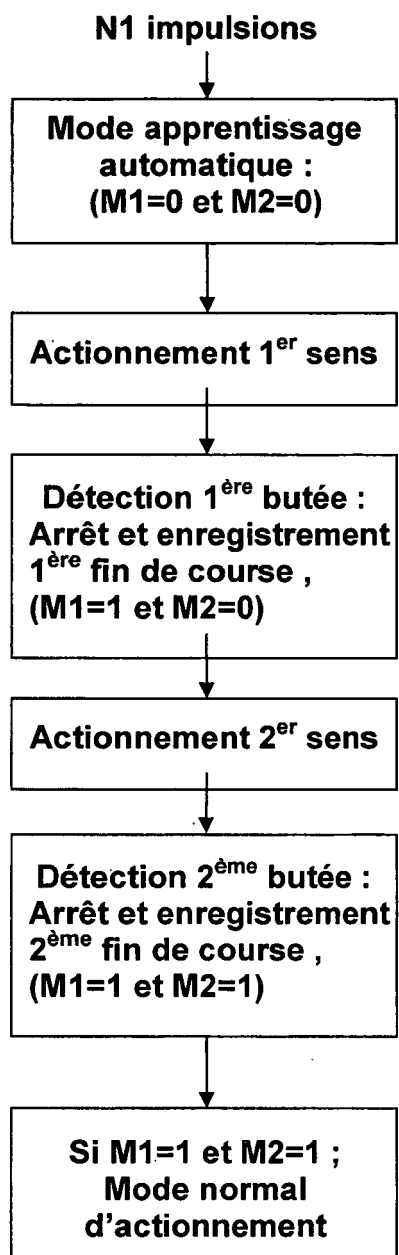 N1 impulsions
Mode apprentissage
automatique :
(M1=0 et M2=0)
Actionnement 1er sens
Détection 1ère butée :
Arrêt et enregistrement
1ère fin de course ,
(M1=1 et M2=0)
Actionnement 2er sens
Détection 2ème butée :
Arrêt et enregistrement
2ème fin de course ,
(M1=1 et M2=1)
Si M1=1 et M2=1 ;
Mode normal
d'actionnement